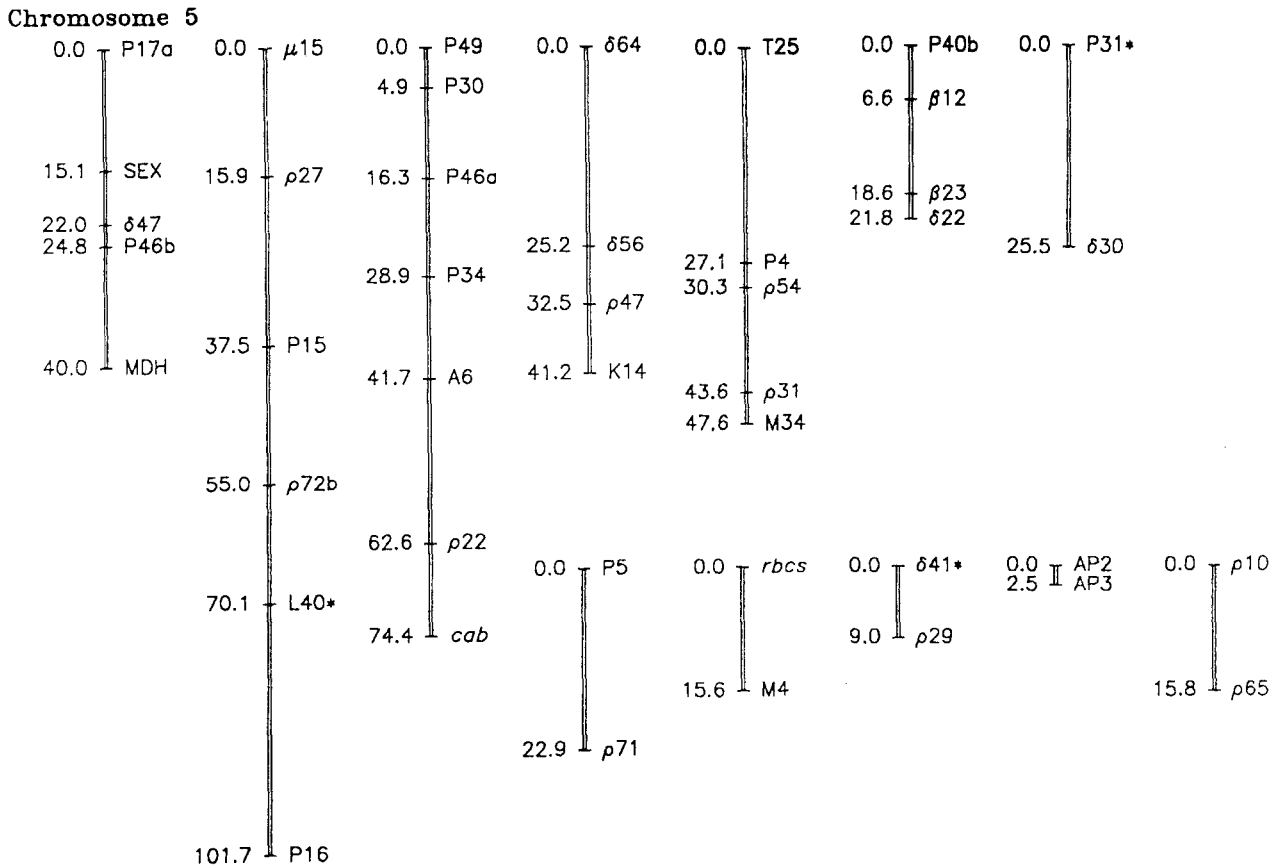 Chromosome 5
0.0 P17a
15.1 SEX
22.0 δ47
24.8 P46b
40.0 MDH
0.0 μ15
15.9 ρ27
37.5 P15
55.0 ρ72b
70.1 L40*
101.7 P16
0.0 P49
4.9 P30
16.3 P46a
28.9 P34
41.7 A6
62.6 ρ22
74.4 cab
0.0 δ64
25.2 δ56
32.5 ρ47
41.2 K14
0.0 T25
27.1 P4
30.3 ρ54
43.6 ρ31
47.6 M34
0.0 P40b
6.6 β12
18.6 β23
21.8 δ22
0.0 P31*
25.5 δ30
0.0 P5
22.9 ρ71
0.0 rbcs
15.6 M4
0.0 δ41*
9.0 ρ29
0.0 AP2
2.5 AP3
0.0 ρ10
15.8 ρ65